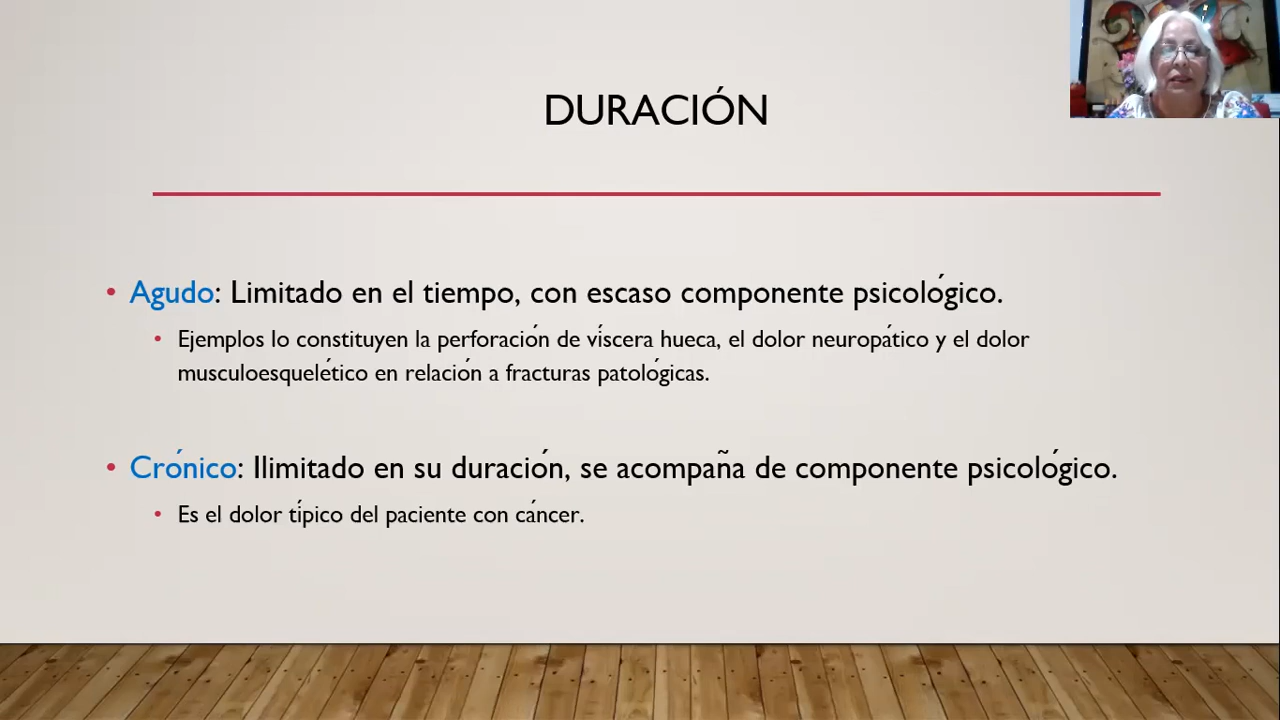 DURACIÓN
• Agudo: Limitado en el tiempo, con escaso componente psicológico.
• Ejemplos lo constituyen la perforación de víscera hueca, el dolor neuropático y el dolor
musculoesquelético en relación a fracturas patológicas.
• Crónico: Ilimitado en su duración, se acompaña de componente psicológico.
• Es el dolor típico del paciente con cáncer.